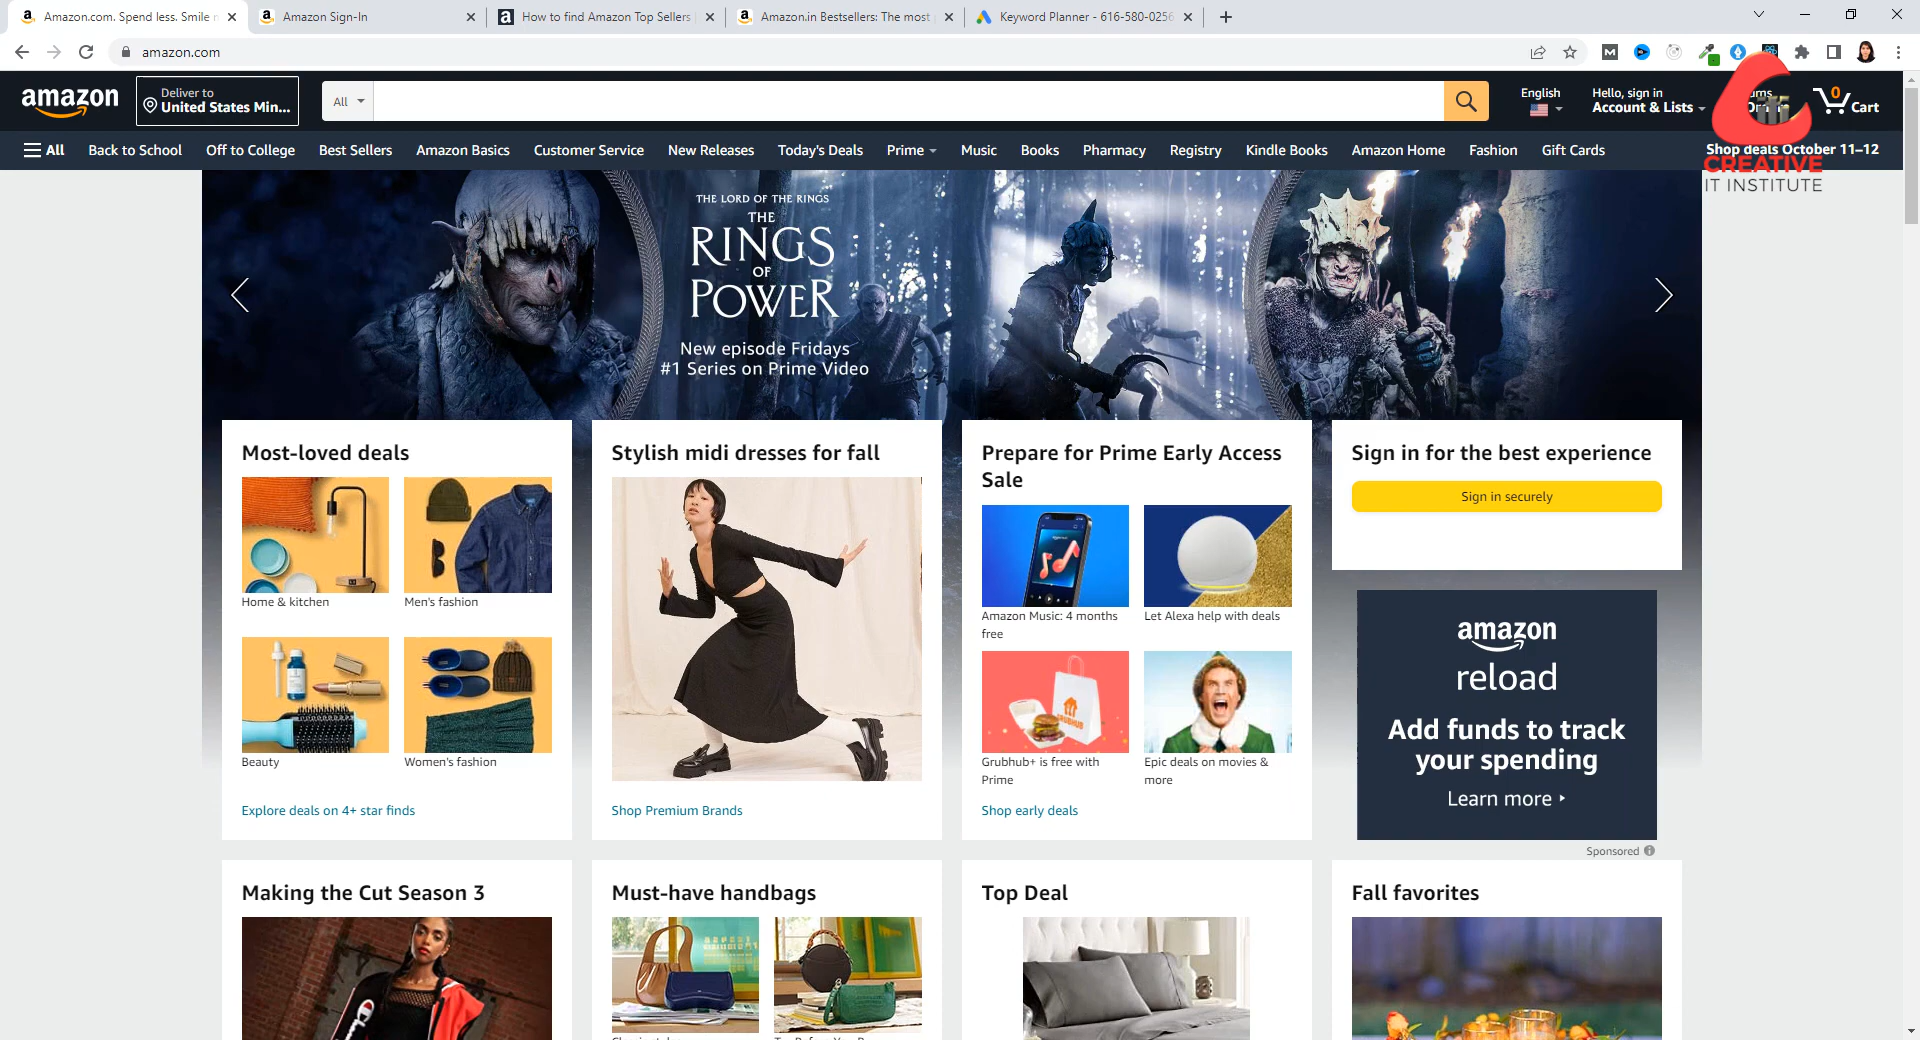 Amazon.com. Spend less. Smile
Amazon Sign-In
How to find Amazon Top Sellers
Amazon.in Bestsellers: The most
Keyword Planner - 616-580-0256
amazon.com
amazon
Deliver to
United States Min...
All
English
Hello, sign in
Account & Lists
0
Cart
All
Back to School
Off to College
Best Sellers
Amazon Basics
Customer Service
New Releases
Today's Deals
Prime
Music
Books
Pharmacy
Registry
Kindle Books
Amazon Home
Fashion
Gift Cards
Shop deals October 11–12
CREATIVE
IT INSTITUTE
THE LORD OF THE RINGS
THE
RINGS
OF
POWER
New episode Fridays
#1 Series on Prime Video
Most-loved deals
Home & kitchen
Men's fashion
Beauty
Women's fashion
Explore deals on 4+ star finds
Stylish midi dresses for fall
Shop Premium Brands
Prepare for Prime Early Access
Sale
Amazon Music: 4 months
free
Let Alexa help with deals
GRUBHUB
Grubhub+ is free with
Prime
Epic deals on movies &
more
Shop early deals
Sign in for the best experience
Sign in securely
amazon
reload
Add funds to track
your spending
Learn more
Sponsored
Making the Cut Season 3
Must-have handbags
Top Deal
Fall favorites